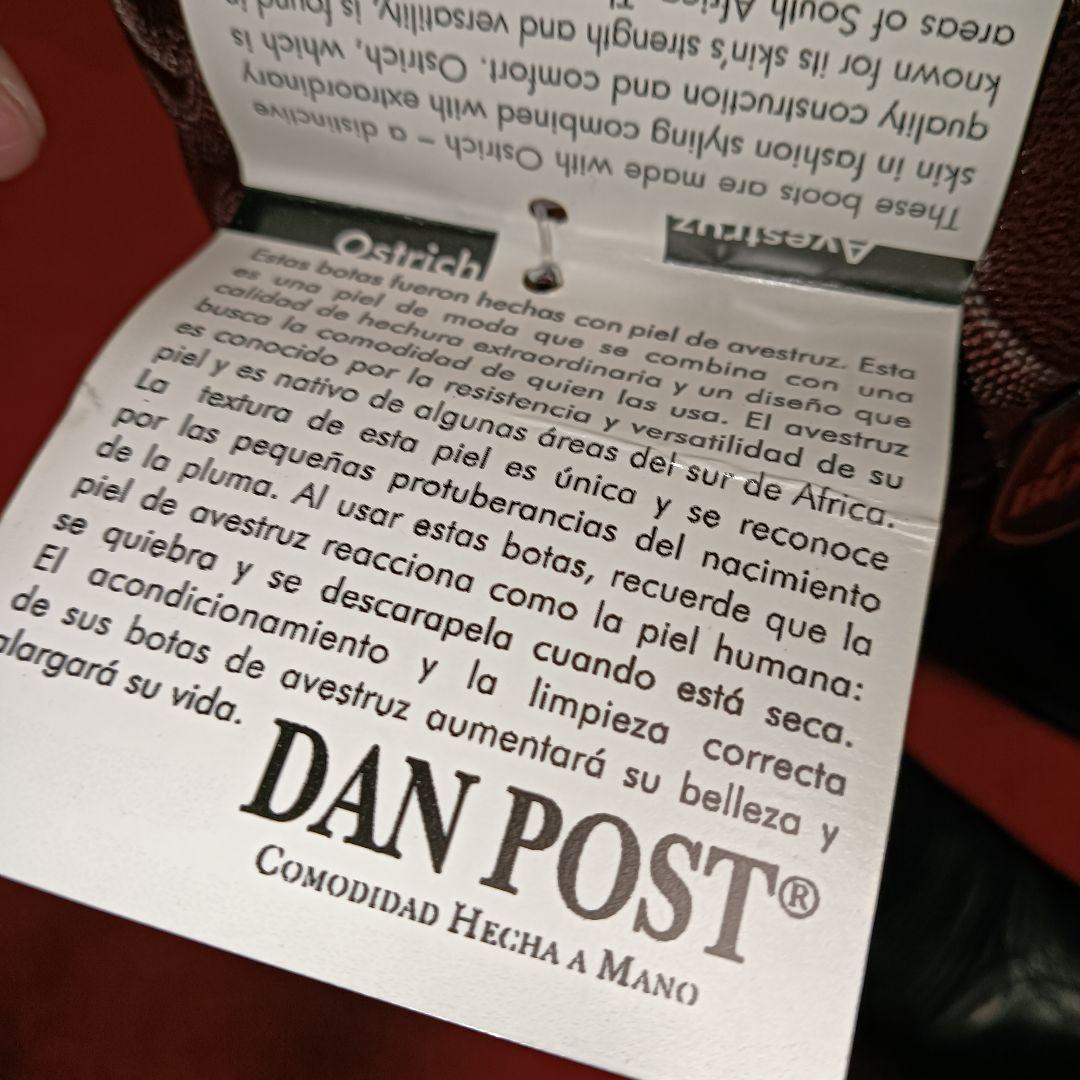 areas of South
known for its skin's strength and versatility, is found in
quality construction and comfort. Ostrich, which is
skin in fashion styling combined with extraordinary
These boots are made with Ostrich – a distinctive
Avestruz
Ostrich
Estas botas fueron hechas con piel de avestruz. Esta
es una piel de moda que se combina con una
calidad de hechura extraordinaria y un diseño que
busca la comodidad de quien las usa. El avestruz
es conocido por la resistencia y versatilidad de su
piel y es nativo de algunas áreas del sur de Africa.
La textura de esta piel es única y se reconoce
por las pequeñas protuberancias del nacimiento
de la pluma. Al usar estas botas, recuerde que la
piel de avestruz reacciona como la piel humana:
se quiebra y se descarapela cuando está seca.
El acondicionamiento y la limpieza correcta
de sus botas de avestruz aumentará su belleza y
alargará su vida.
DAN POST®
COMODIDAD HECHA A MANO